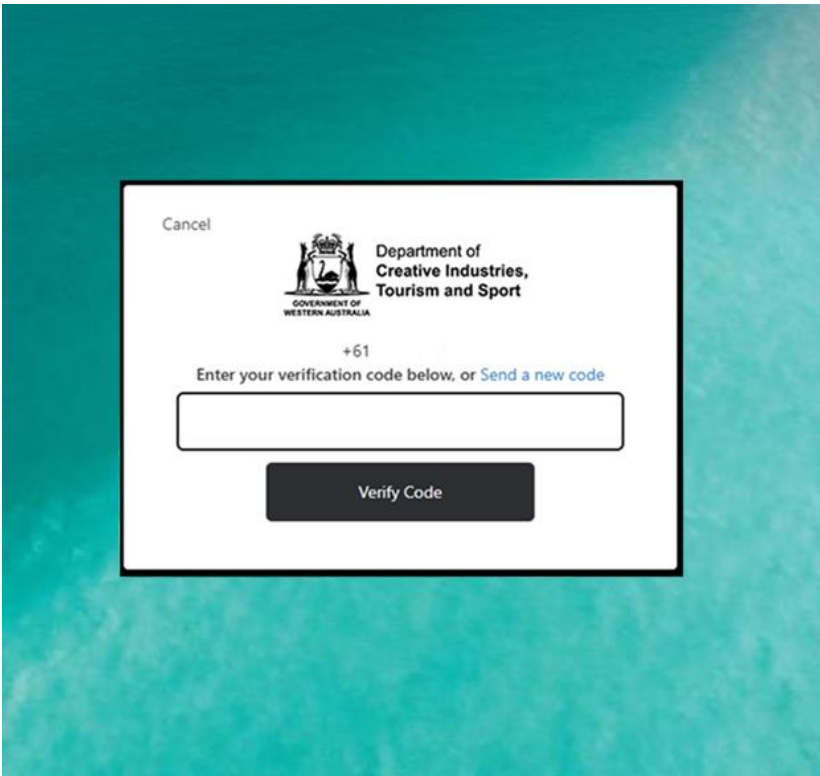 Cancel
Department of
Creative Industries,
Tourism and Sport
GOVERNMENT OF
WESTERN AUSTRALIA
+61
Enter your verification code below, or Send a new code
Verify Code